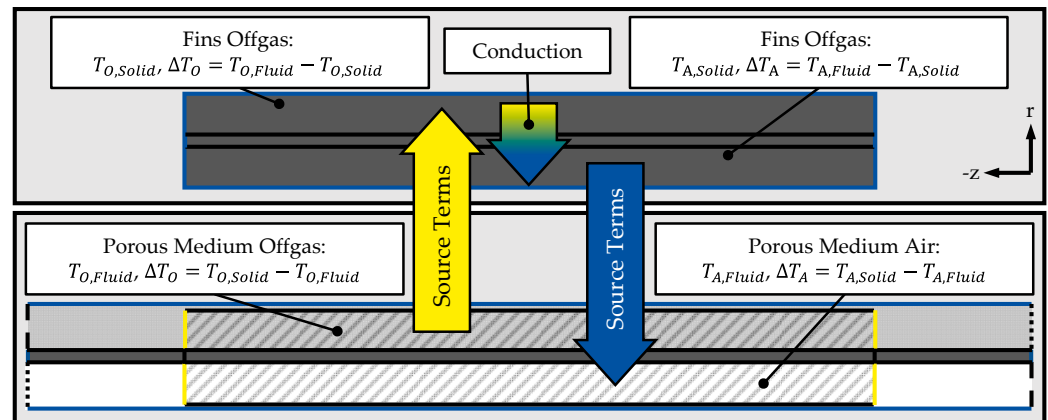 Fins Offgas:
T_{O,Solid}, ΔT_O = T_{O,Fluid} − T_{O,Solid}
Conduction
Fins Offgas:
T_{A,Solid}, ΔT_A = T_{A,Fluid} − T_{A,Solid}
r
-z
Source Terms
Source Terms
Porous Medium Offgas:
T_{O,Fluid}, ΔT_O = T_{O,Solid} − T_{O,Fluid}
Porous Medium Air:
T_{A,Fluid}, ΔT_A = T_{A,Solid} − T_{A,Fluid}